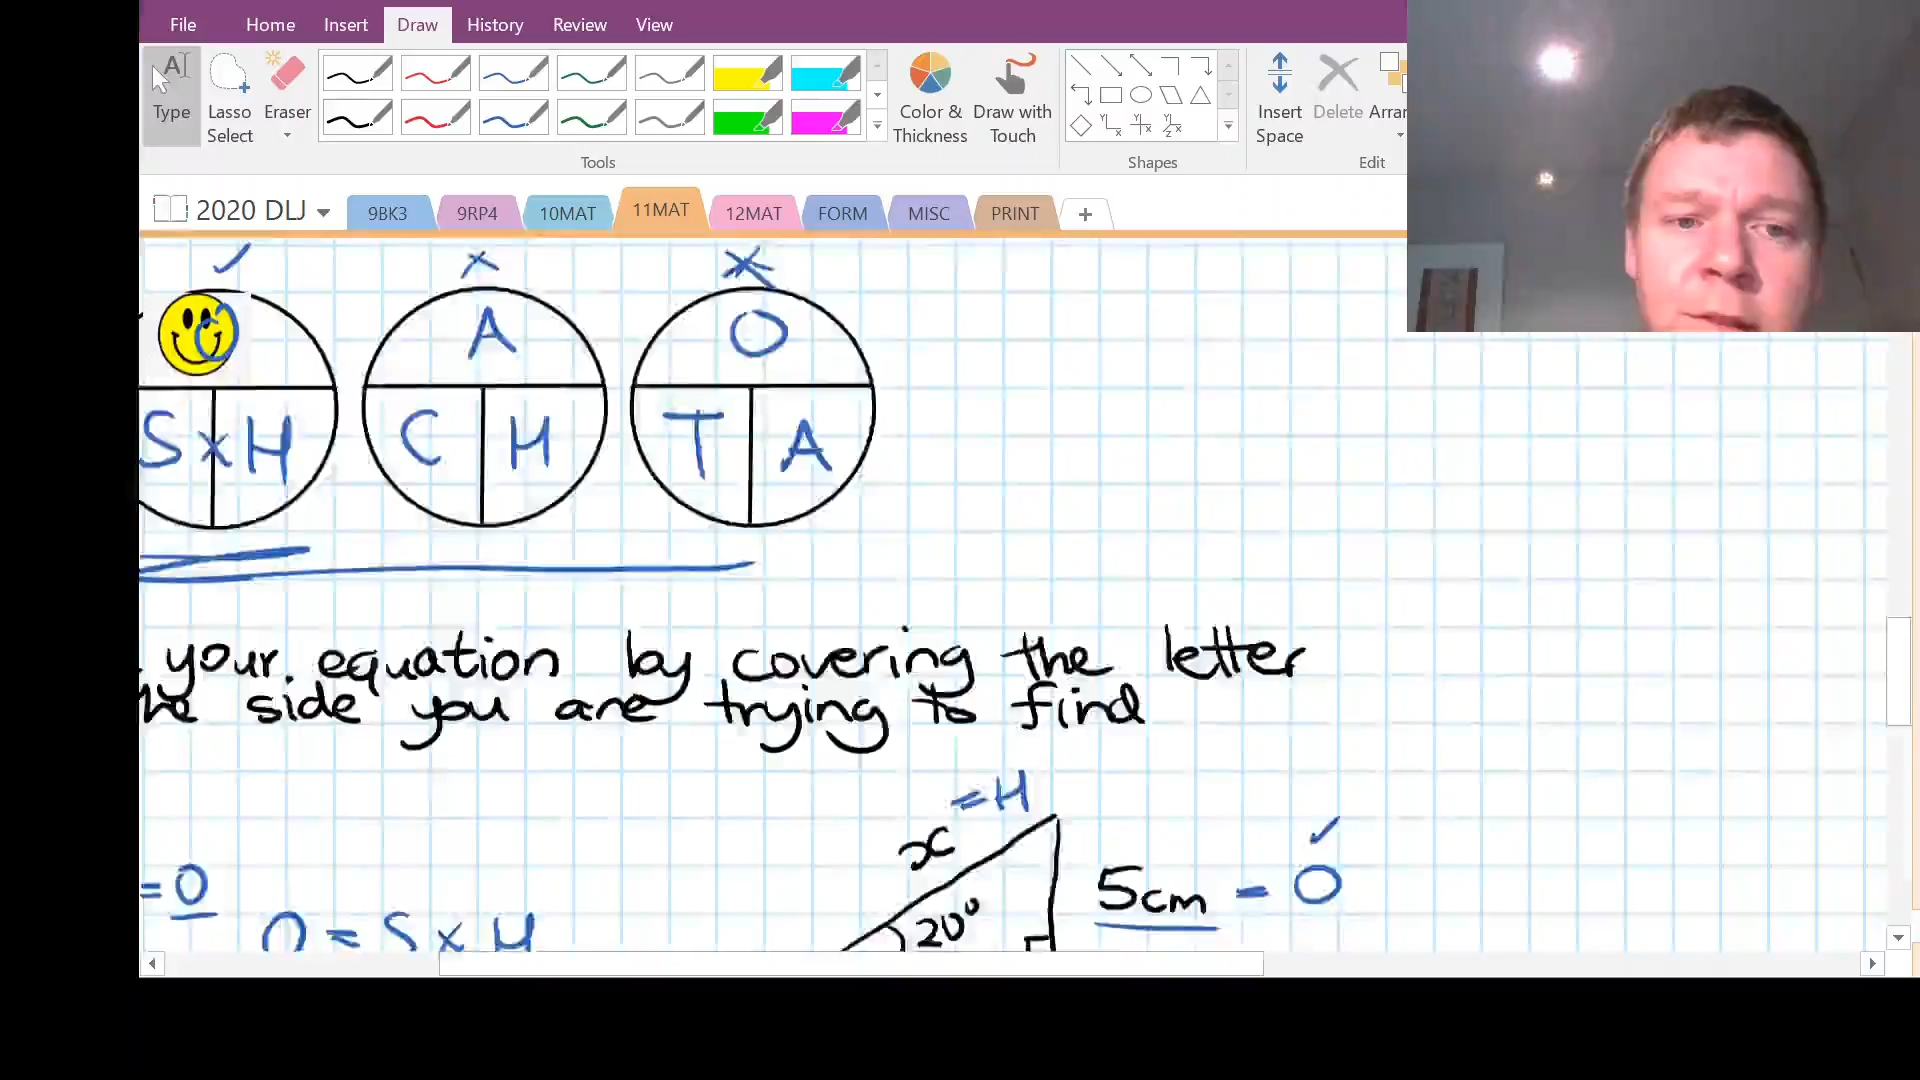 File Home Insert Draw History Review View
Type
Lasso Select
Eraser
Color & Thickness
Draw with Touch
Insert Space
Delete
Arran
Tools
Shapes
Edit
2020 DLJ
9BK3 9RP4 10MAT 11MAT 12MAT FORM MISC PRINT
✓ x x
O A O
S x H C H T A
your equation by covering the letter
he side you are trying to find
= H
x
✓
= O
5cm = O
O = S x H
20°